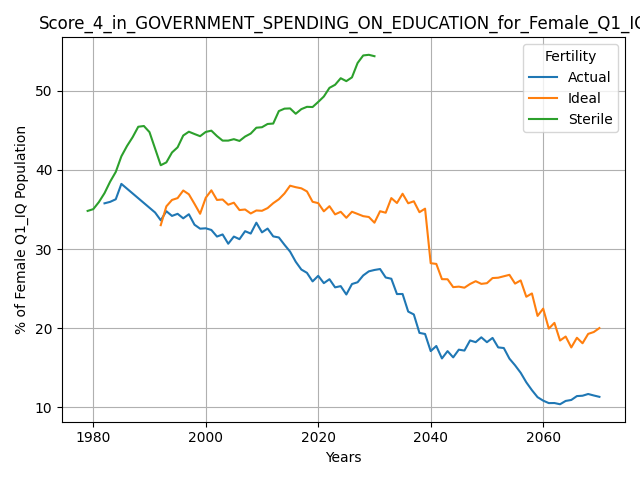 Score_4_in_GOVERNMENT_SPENDING_ON_EDUCATION_for_Female_Q1_IQ
Fertility
Actual
Ideal
Sterile
% of Female Q1_IQ Population
50
40
30
20
10
1980
2000
2020
2040
2060
Years